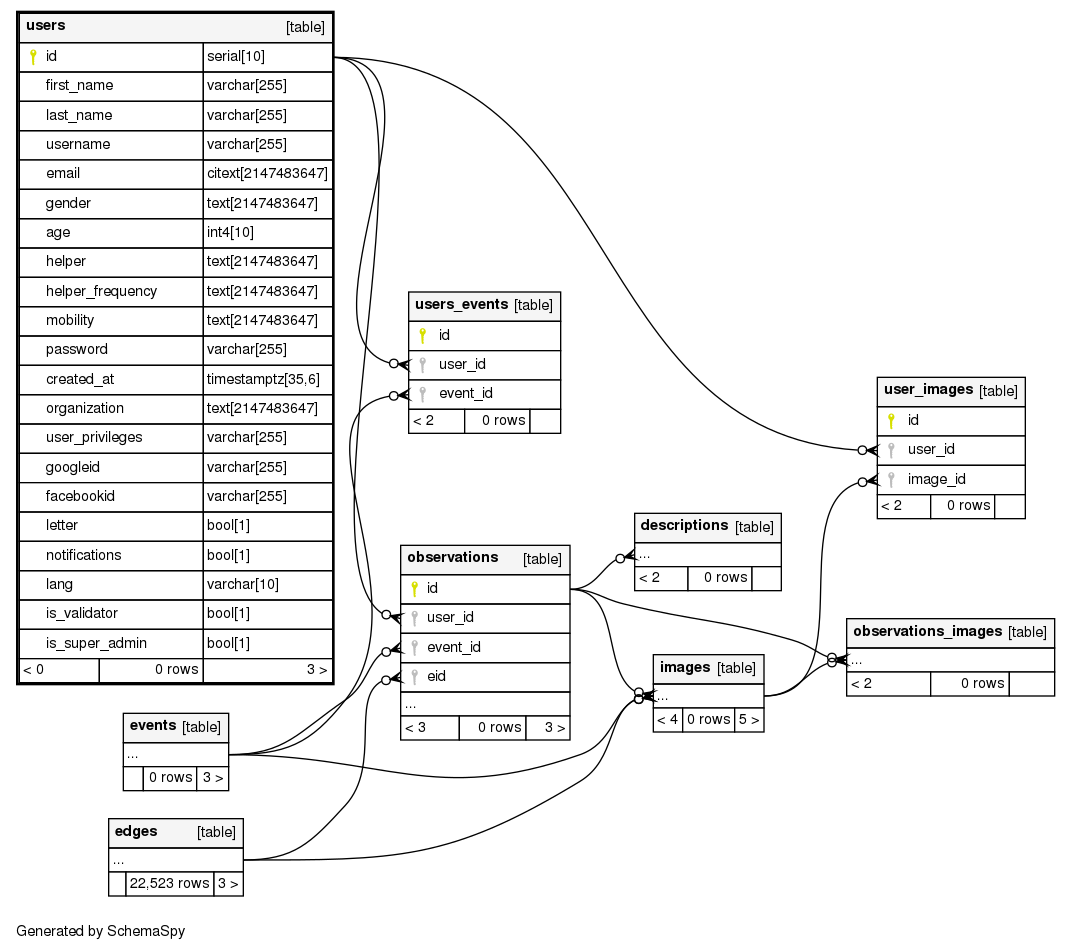 users [table]
id serial[10]
first_name varchar[255]
last_name varchar[255]
username varchar[255]
email citext[2147483647]
gender text[2147483647]
age int4[10]
helper text[2147483647]
helper_frequency text[2147483647]
mobility text[2147483647]
password varchar[255]
created_at timestamptz[35,6]
organization text[2147483647]
user_privileges varchar[255]
googleid varchar[255]
facebookid varchar[255]
letter bool[1]
notifications bool[1]
lang varchar[10]
is_validator bool[1]
is_super_admin bool[1]
< 0 0 rows 3 >
users_events [table]
id
user_id
event_id
< 2 0 rows
user_images [table]
id
user_id
image_id
< 2 0 rows
descriptions [table]
...
< 2 0 rows
observations [table]
id
user_id
event_id
eid
...
< 3 0 rows 3 >
observations_images [table]
...
< 2 0 rows
images [table]
...
< 4 0 rows 5 >
events [table]
...
0 rows 3 >
edges [table]
...
22,523 rows 3 >
Generated by SchemaSpy